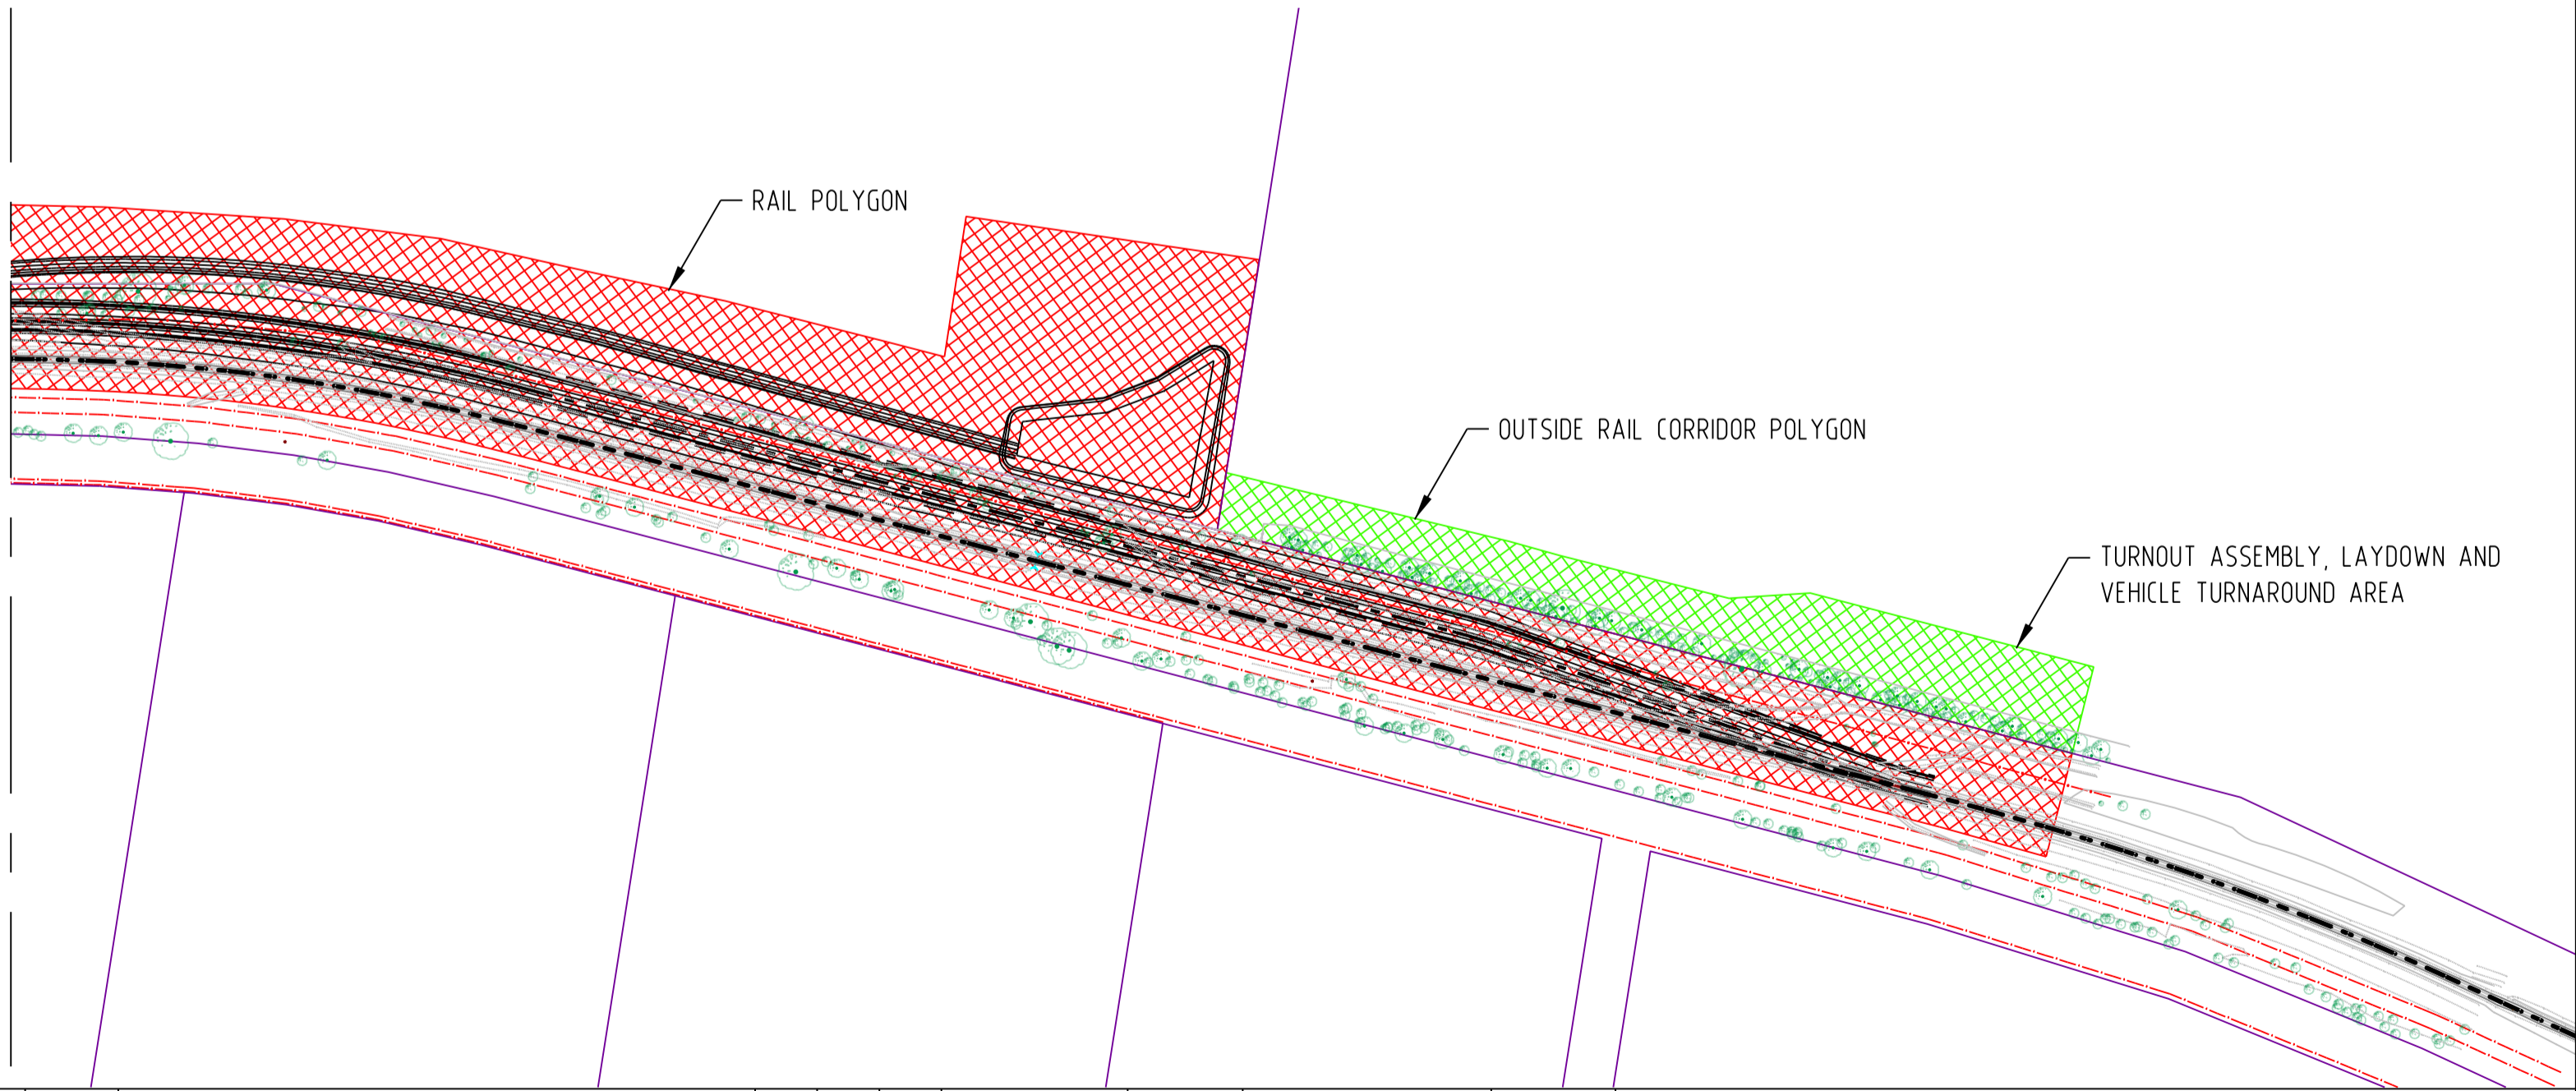 RAIL POLYGON
OUTSIDE RAIL CORRIDOR POLYGON
TURNOUT ASSEMBLY, LAYDOWN AND
VEHICLE TURNAROUND AREA